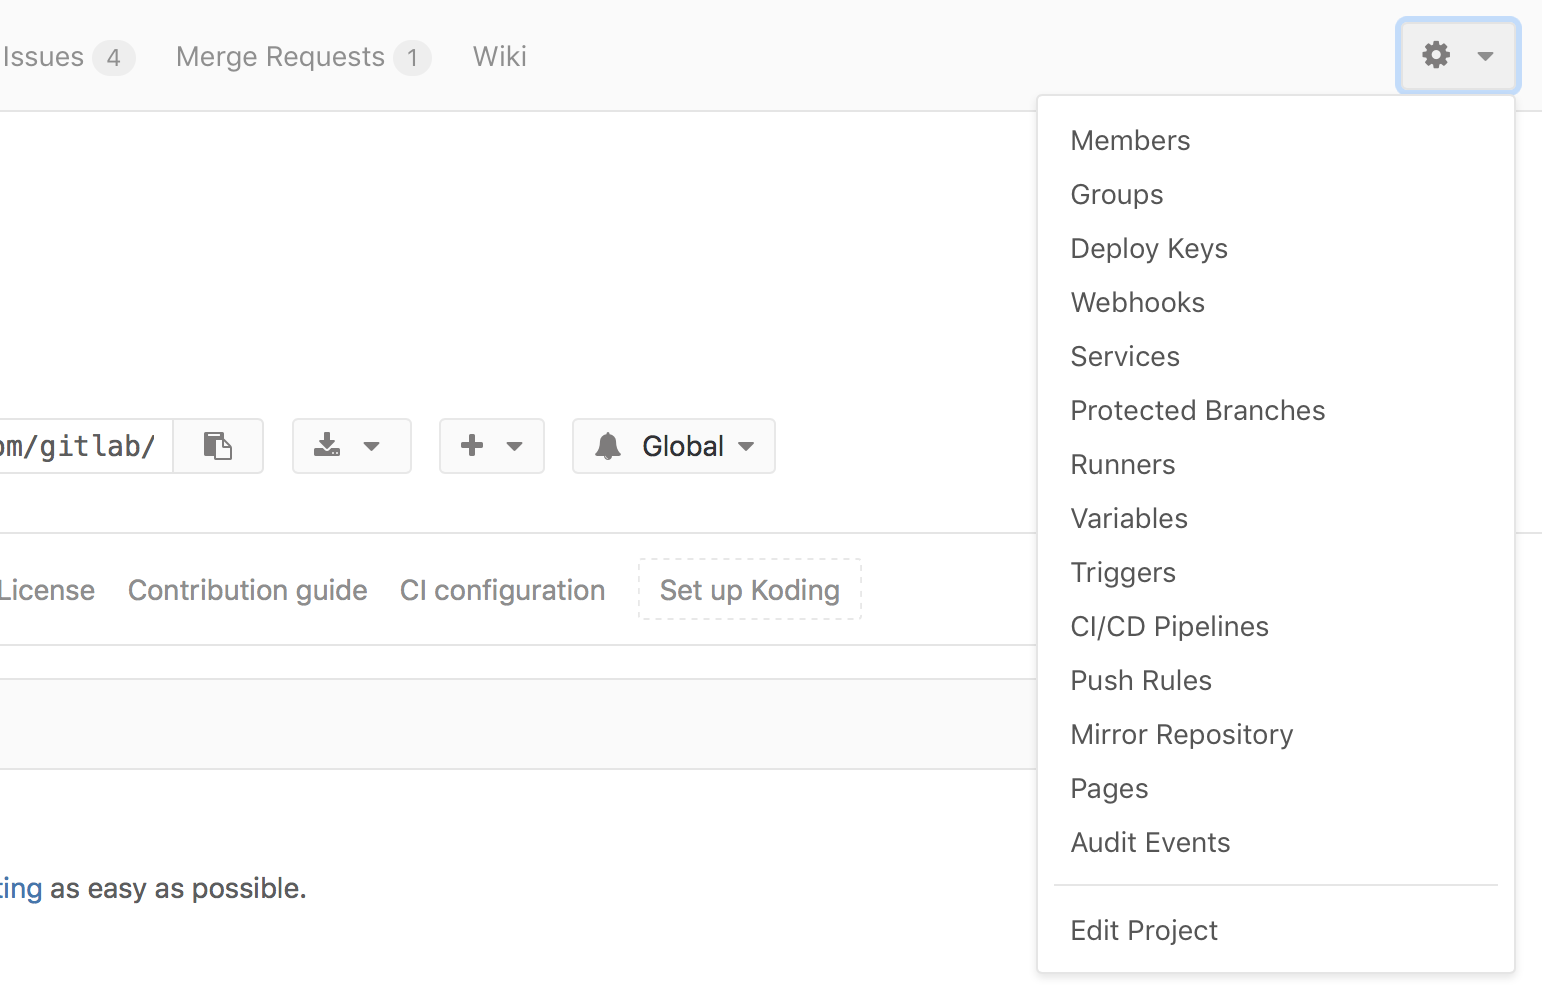 Issues 4 Merge Requests 1 Wiki
Members
Groups
Deploy Keys
Webhooks
Services
Protected Branches
om/gitlab/ Global
Runners
Variables
Triggers
License Contribution guide CI configuration Set up Koding
CI/CD Pipelines
Push Rules
Mirror Repository
Pages
Audit Events
ting as easy as possible.
Edit Project